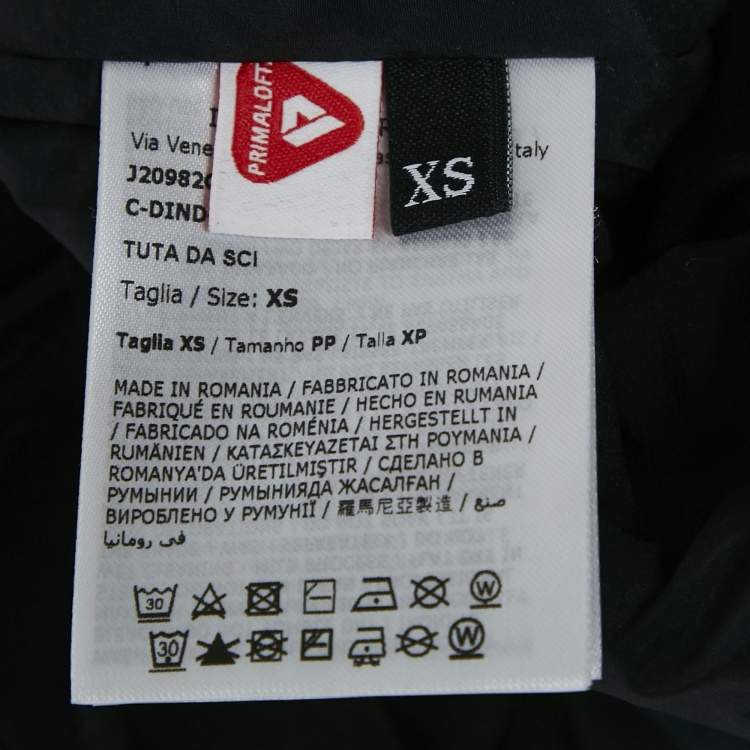 PRIMALOFT
XS
Via Vene
taly
J20982
C-DIND
TUTA DA SCI
Taglia / Size: XS
Taglia XS / Tamanho PP / Talla XP
MADE IN ROMANIA / FABBRICATO IN ROMANIA /
FABRIQUÉ EN ROUMANIE / HECHO EN RUMANIA
/ FABRICADO NA ROMÉNIA / HERGESTELLT IN
RUMÄNIEN / ΚΑΤΑΣΚΕΥΑΖΕΤΑΙ ΣΤΗ ΡΟΥΜΑΝΙΑ /
ROMANYA'DA ÜRETILMIŞTIR / СДЕЛАНО В
РУМЫНИИ / РУМЫНИЯДА ЖАСАЛҒАН /
ВИРОБЛЕНО У РУМУНІЇ / 羅馬尼亞製造 / صنع
في رومانيا
30 W
30 W